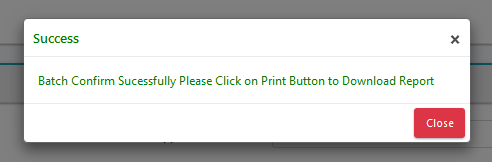 Success ×
Batch Confirm Sucessfully Please Click on Print Button to Download Report
Close